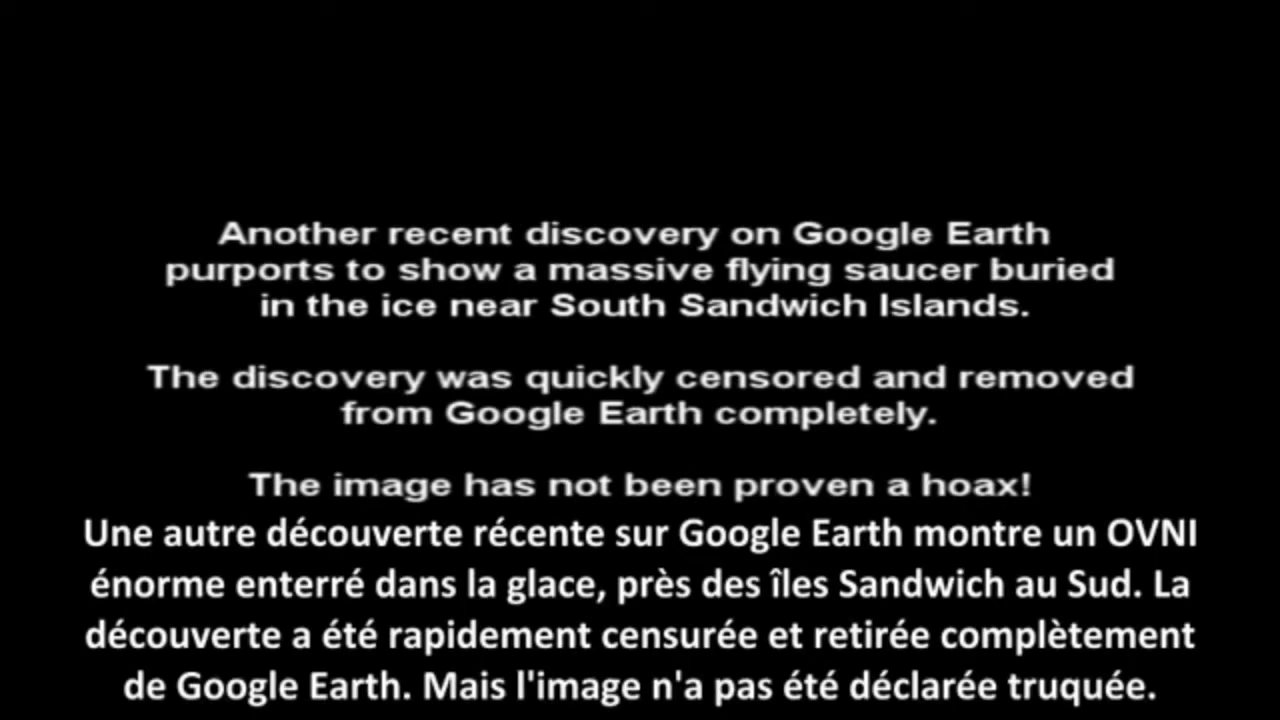 Another recent discovery on Google Earth
purports to show a massive flying saucer buried
in the ice near South Sandwich Islands.
The discovery was quickly censored and removed
from Google Earth completely.
The image has not been proven a hoax!
Une autre découverte récente sur Google Earth montre un OVNI
énorme enterré dans la glace, près des îles Sandwich au Sud. La
découverte a été rapidement censurée et retirée complètement
de Google Earth. Mais l'image n'a pas été déclarée truquée.